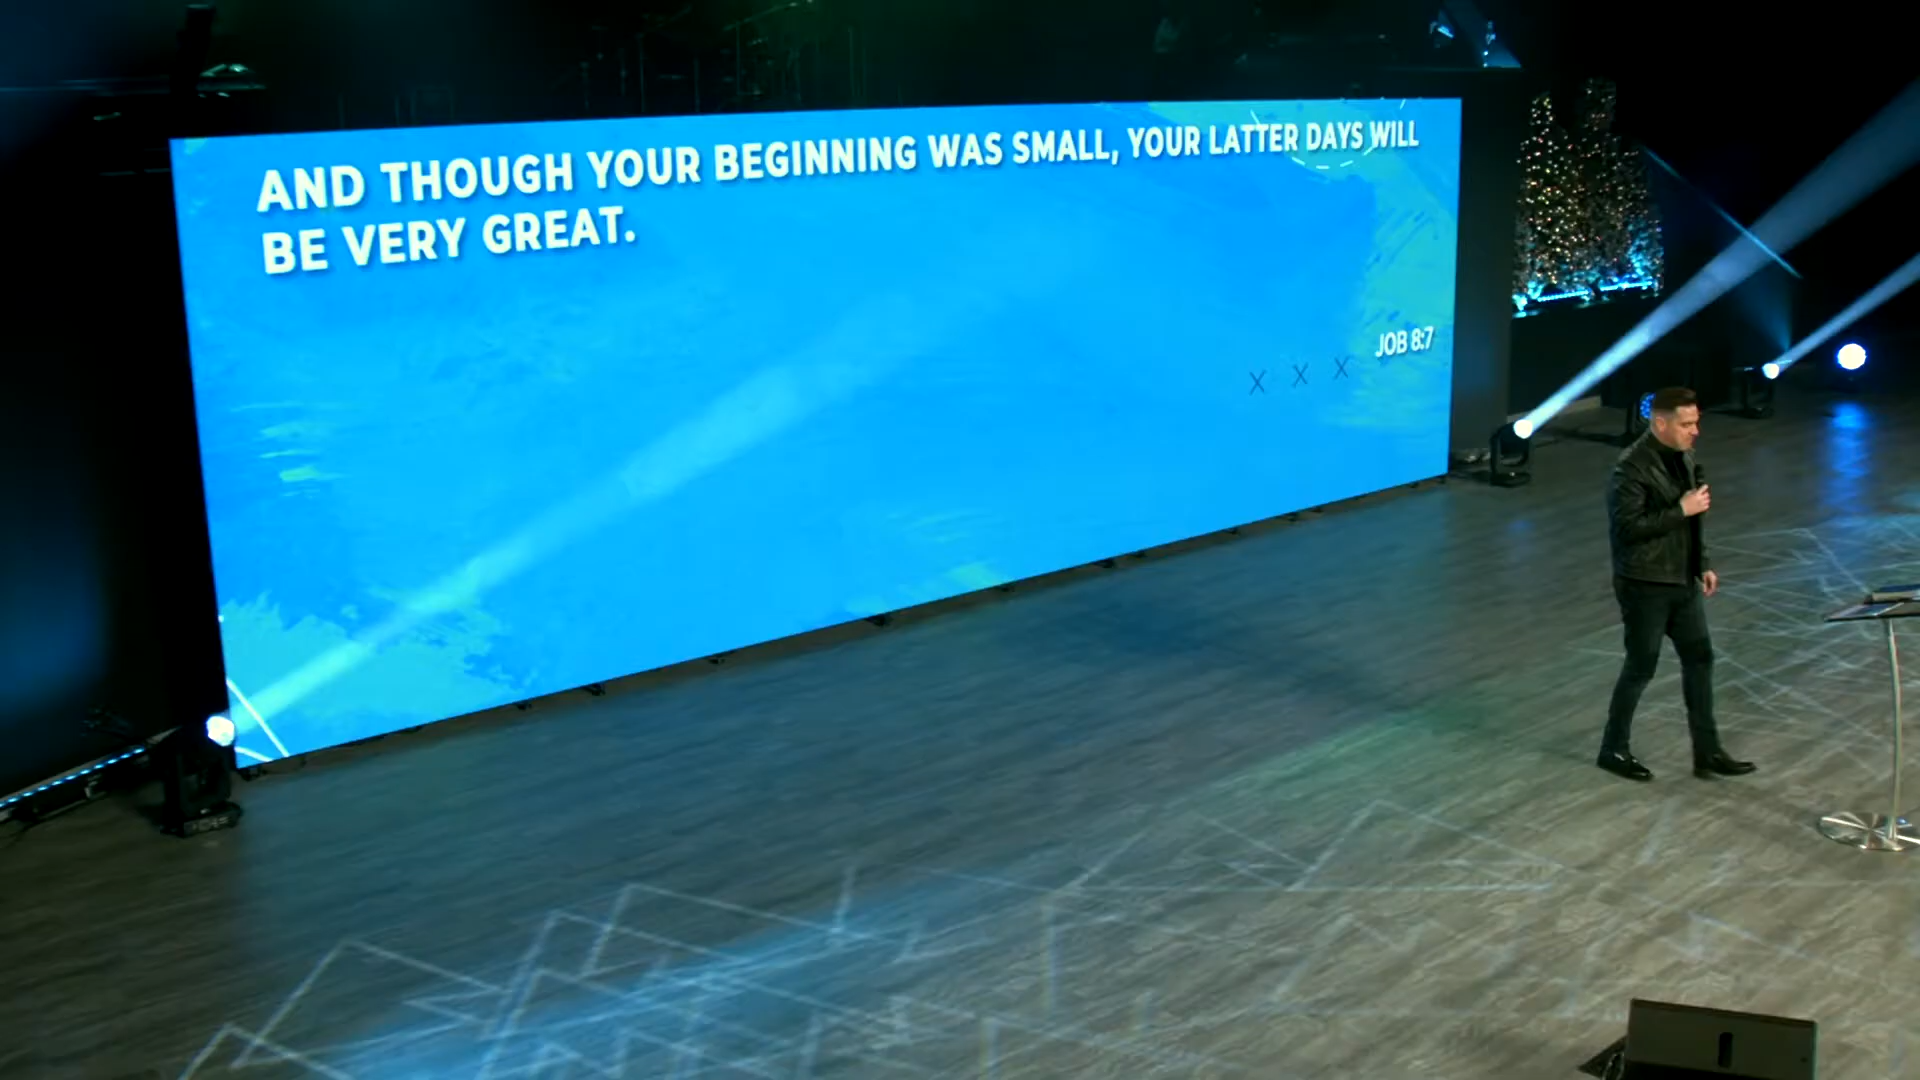 AND THOUGH YOUR BEGINNING WAS SMALL, YOUR LATTER DAYS WILL
BE VERY GREAT.
JOB 8:7
X X X